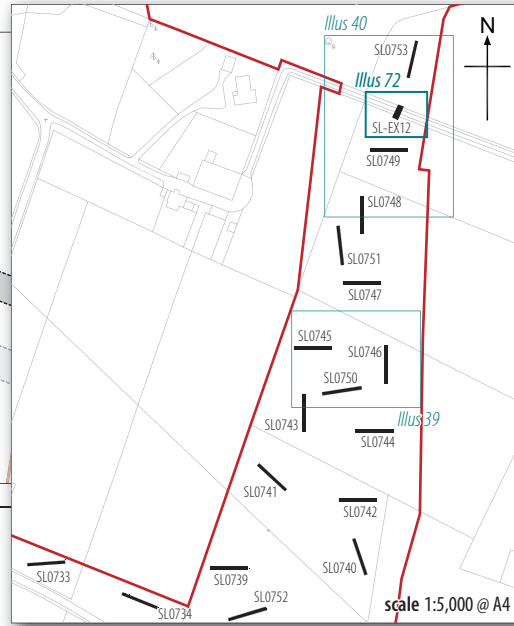 Illus 40
N
SL0753
Illus 72
SL-EX12
SL0749
SL0748
SL0751
SL0747
SL0745
SL0746
SL0750
SL0743
Illus 39
SL0744
SL0741
SL0742
SL0740
SL0733
SL0739
SL0734
SL0752
scale 1:5,000 @ A4